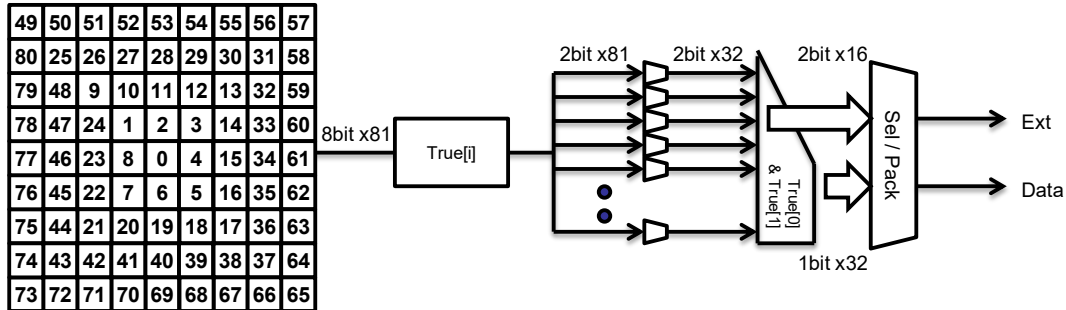 49 50 51 52 53 54 55 56 57
80 25 26 27 28 29 30 31 58
79 48 9 10 11 12 13 32 59
78 47 24 1 2 3 14 33 60
77 46 23 8 0 4 15 34 61
76 45 22 7 6 5 16 35 62
75 44 21 20 19 18 17 36 63
74 43 42 41 40 39 38 37 64
73 72 71 70 69 68 67 66 65
8bit x81
True[i]
2bit x81
2bit x32
True[0]
& True[1]
2bit x16
1bit x32
Sel / Pack
Ext
Data